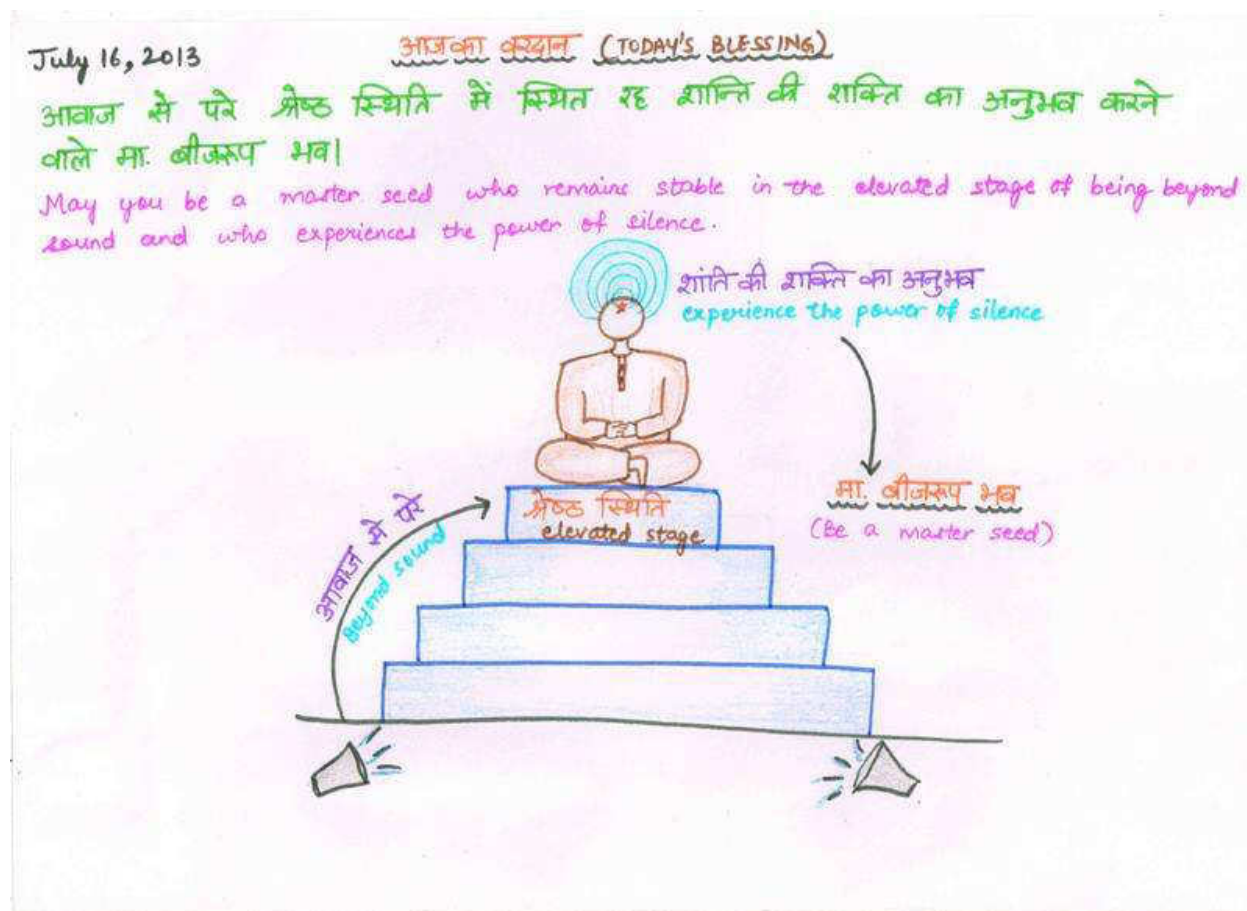 July 16, 2013
आज का वरदान (TODAY'S BLESSING)
आवाज से परे श्रेष्ठ स्थिति में स्थित रह शान्ति की शक्ति का अनुभव करने
वाले मा. बीजरूप भव।
May you be a master seed who remains stable in the elevated stage of being beyond
sound and who experiences the power of silence.
शांति की शक्ति का अनुभव
experience the power of silence
श्रेष्ठ स्थिति
elevated stage
मा. बीजरूप भव
(Be a master seed)
आवाज से परे
Beyond sound